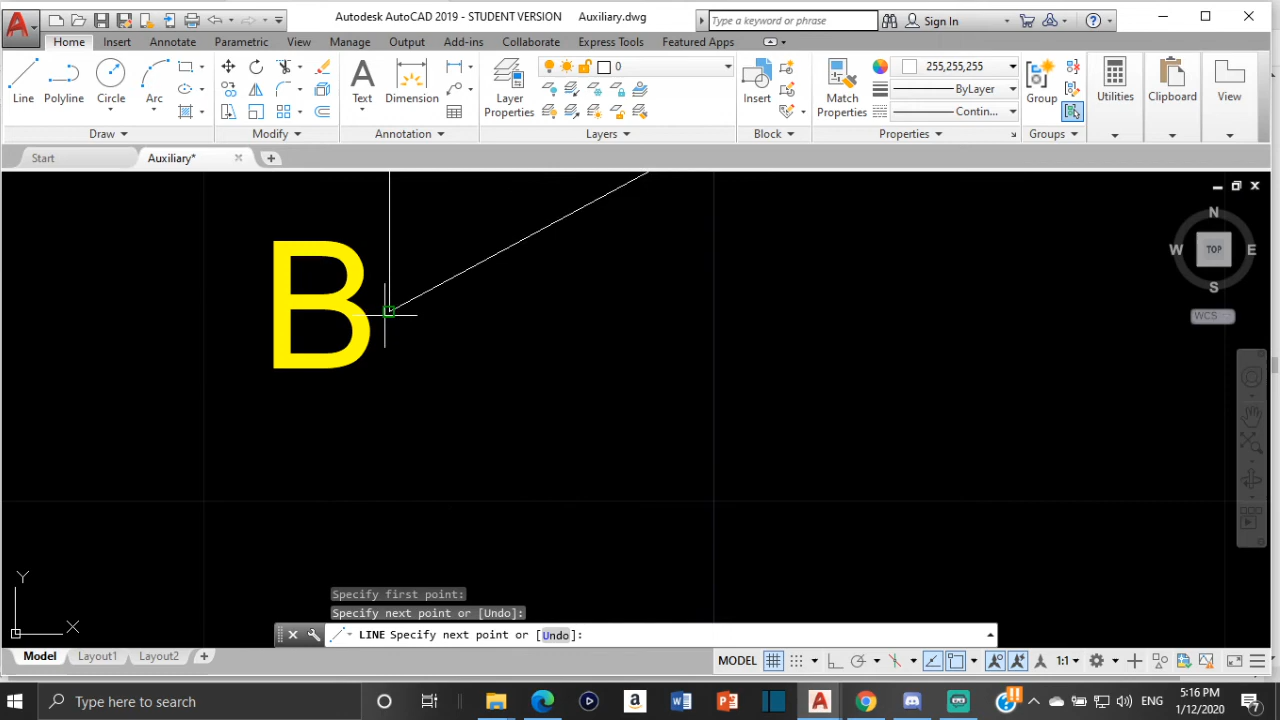 Autodesk AutoCAD 2019 - STUDENT VERSION Auxiliary.dwg
Type a keyword or phrase
Sign In
Home Insert Annotate Parametric View Manage Output Add-ins Collaborate Express Tools Featured Apps
Line Polyline Circle Arc
Text Dimension
Layer Properties
0
Insert
Match Properties
255,255,255
ByLayer
Contin...
Group
Utilities
Clipboard
View
Draw Modify Annotation Layers Block Properties Groups
Start Auxiliary*
N
W TOP E
S
WCS
B
Y
X
Specify first point:
Specify next point or [Undo]:
LINE Specify next point or [Undo]:
Model Layout1 Layout2
MODEL
1:1
Type here to search
ENG
5:16 PM
1/12/2020
7